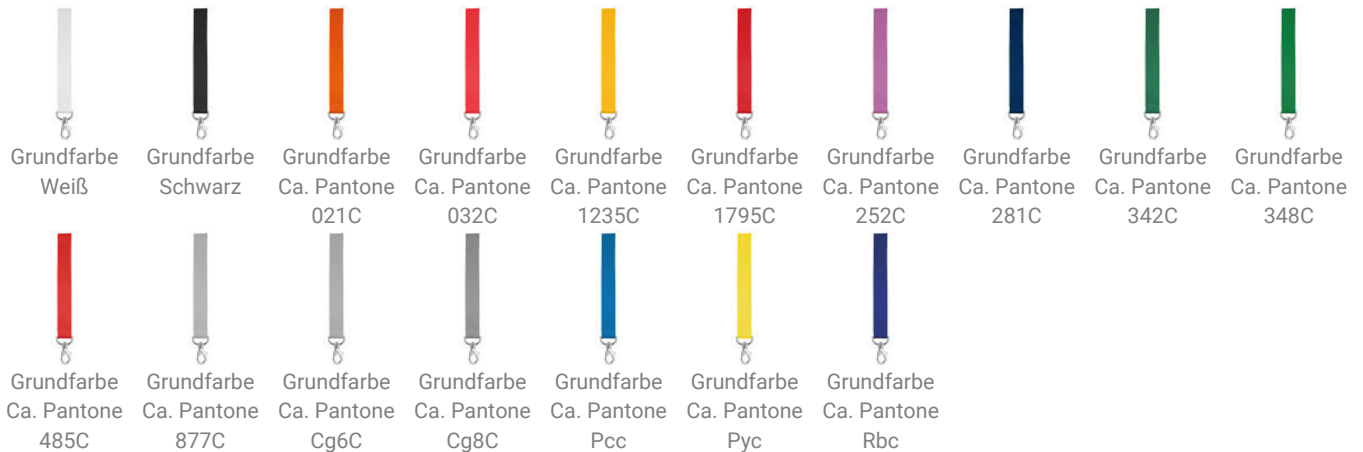 Grundfarbe
Weiß
Grundfarbe
Schwarz
Grundfarbe
Ca. Pantone
021C
Grundfarbe
Ca. Pantone
032C
Grundfarbe
Ca. Pantone
1235C
Grundfarbe
Ca. Pantone
1795C
Grundfarbe
Ca. Pantone
252C
Grundfarbe
Ca. Pantone
281C
Grundfarbe
Ca. Pantone
342C
Grundfarbe
Ca. Pantone
348C
Grundfarbe
Ca. Pantone
485C
Grundfarbe
Ca. Pantone
877C
Grundfarbe
Ca. Pantone
Cg6C
Grundfarbe
Ca. Pantone
Cg8C
Grundfarbe
Ca. Pantone
Pcc
Grundfarbe
Ca. Pantone
Pyc
Grundfarbe
Ca. Pantone
Rbc